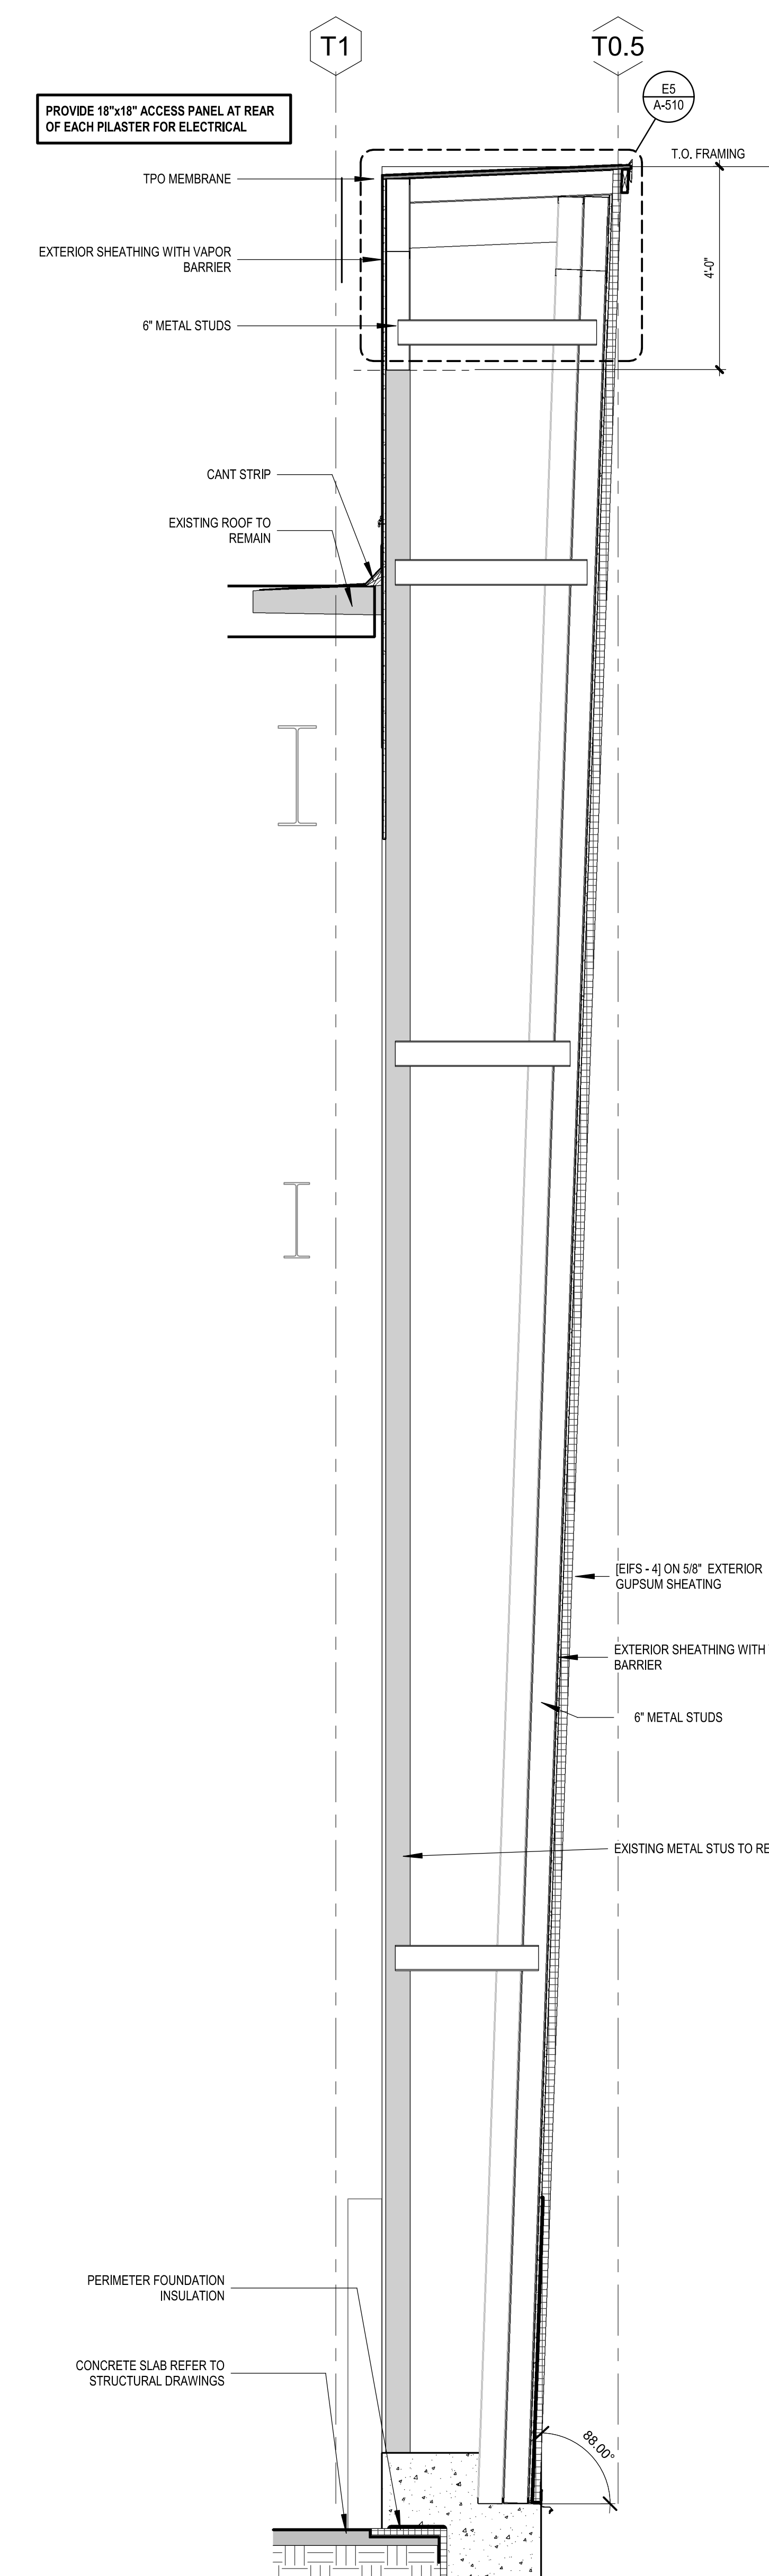 T1
T0.5
E5
A-510
PROVIDE 18"x18" ACCESS PANEL AT REAR
OF EACH PILASTER FOR ELECTRICAL
T.O. FRAMING
TPO MEMBRANE
EXTERIOR SHEATHING WITH VAPOR
BARRIER
4'-0"
6" METAL STUDS
CANT STRIP
EXISTING ROOF TO
REMAIN
[EIFS - 4] ON 5/8" EXTERIOR
GUPSUM SHEATING
EXTERIOR SHEATHING WITH
BARRIER
6" METAL STUDS
EXISTING METAL STUS TO RE
PERIMETER FOUNDATION
INSULATION
CONCRETE SLAB REFER TO
STRUCTURAL DRAWINGS
88.00°